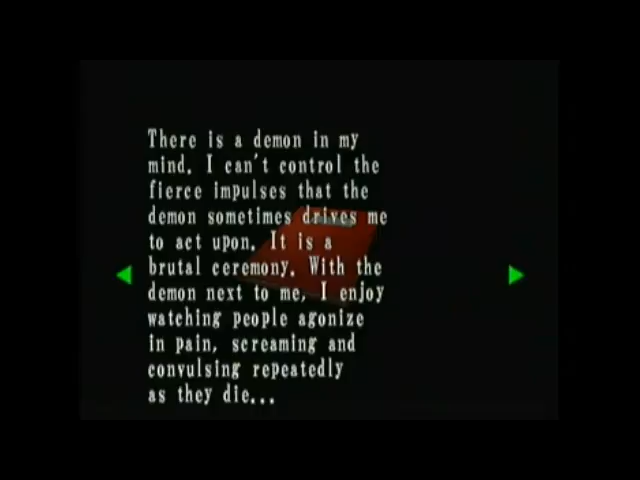 There is a demon in my
mind. I can't control the
fierce impulses that the
demon sometimes drives me
to act upon. It is a
brutal ceremony. With the
demon next to me, I enjoy
watching people agonize
in pain, screaming and
convulsing repeatedly
as they die...